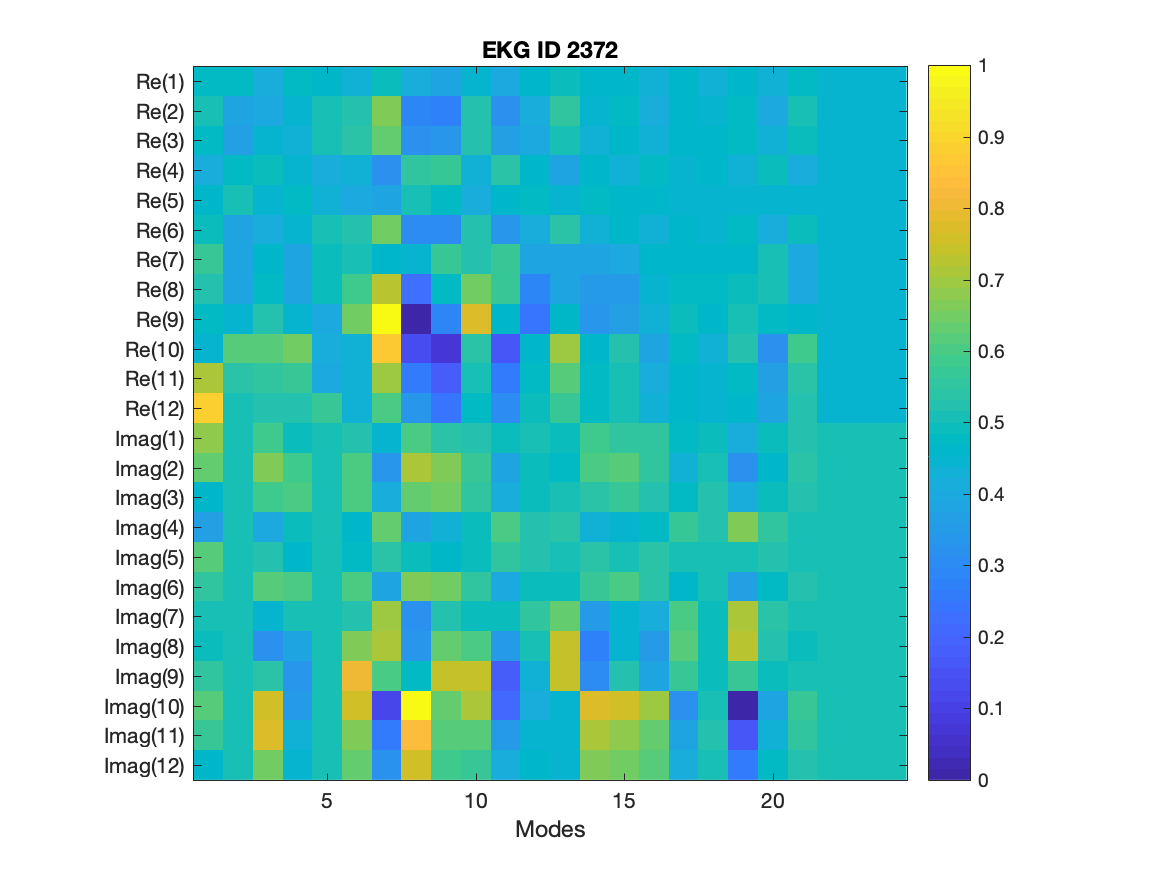 EKG ID 2372
Re(1)
Re(2)
Re(3)
Re(4)
Re(5)
Re(6)
Re(7)
Re(8)
Re(9)
Re(10)
Re(11)
Re(12)
Imag(1)
Imag(2)
Imag(3)
Imag(4)
Imag(5)
Imag(6)
Imag(7)
Imag(8)
Imag(9)
Imag(10)
Imag(11)
Imag(12)
5 10 15 20
Modes
1
0.9
0.8
0.7
0.6
0.5
0.4
0.3
0.2
0.1
0